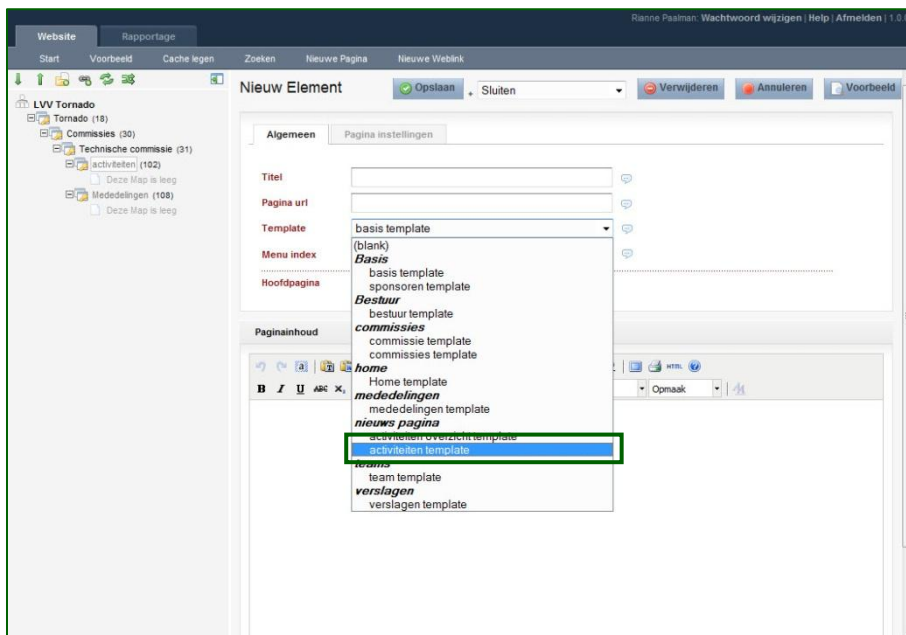 Rianne Paalman: Wachtwoord wijzigen | Help | Afmelden | 1.0.
Website Rapportage
Start Voorbeeld Cache legen Zoeken Nieuwe Pagina Nieuwe Weblink
Nieuw Element Opslaan + Sluiten Verwijderen Annuleren Voorbeeld
LVV Tornado
Tornado (18)
Commissies (30)
Technische commissie (31)
activiteiten (102)
Deze Map is leeg
Mededelingen (108)
Deze Map is leeg
Algemeen Pagina instellingen
Titel
Pagina url
Template basis template
Menu index
Hoofdpagina
(blank)
Basis
basis template
sponsoren template
Bestuur
bestuur template
commissies
commissie template
commissies template
home
Home template
mededelingen
mededelingen template
nieuws pagina
activiteiten overzicht template
activiteiten template
teams
team template
verslagen
verslagen template
Paginainhoud
HTML
B I U ABC X, Opmaak